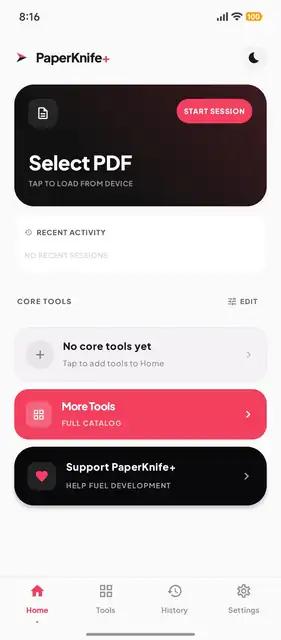 8:16
100
PaperKnife+
START SESSION
Select PDF
TAP TO LOAD FROM DEVICE
RECENT ACTIVITY
NO RECENT SESSIONS
CORE TOOLS
EDIT
No core tools yet
Tap to add tools to Home
More Tools
FULL CATALOG
Support PaperKnife+
HELP FUEL DEVELOPMENT
Home
Tools
History
Settings